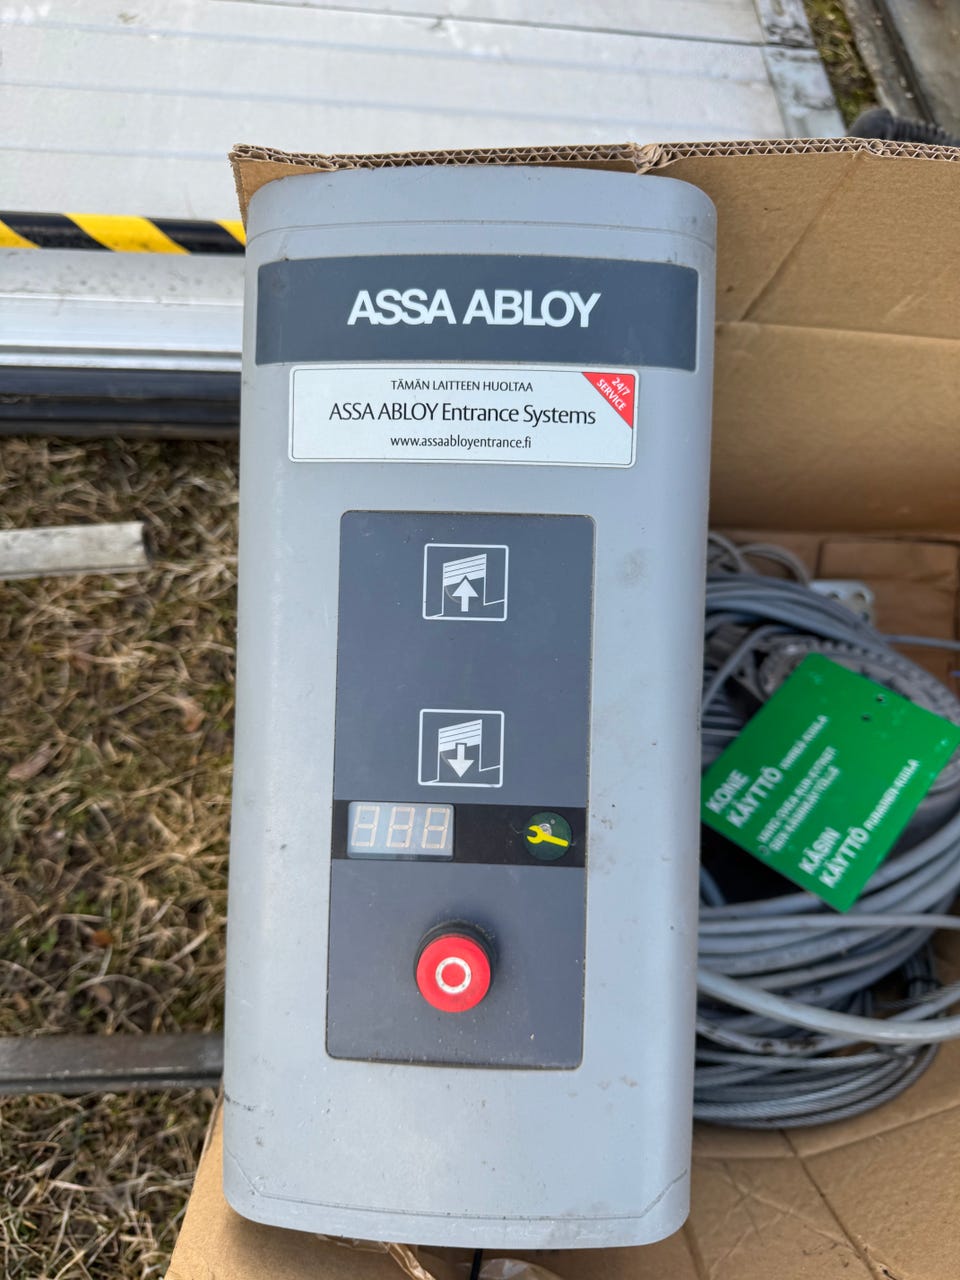 ASSA ABLOY
TÄMÄN LAITTEEN HUOLTAA
24/7
SERVICE
ASSA ABLOY Entrance Systems
www.assaabloyentrance.fi
KONE
KÄYTTÖ
KÄSIN
KÄYTTÖ